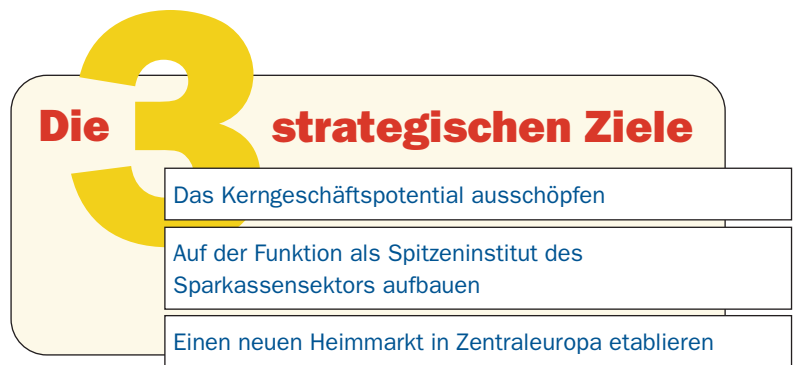 Die 3 strategischen Ziele
Das Kerngeschäftspotential ausschöpfen
Auf der Funktion als Spitzeninstitut des
Sparkassensektors aufbauen
Einen neuen Heimmarkt in Zentraleuropa etablieren